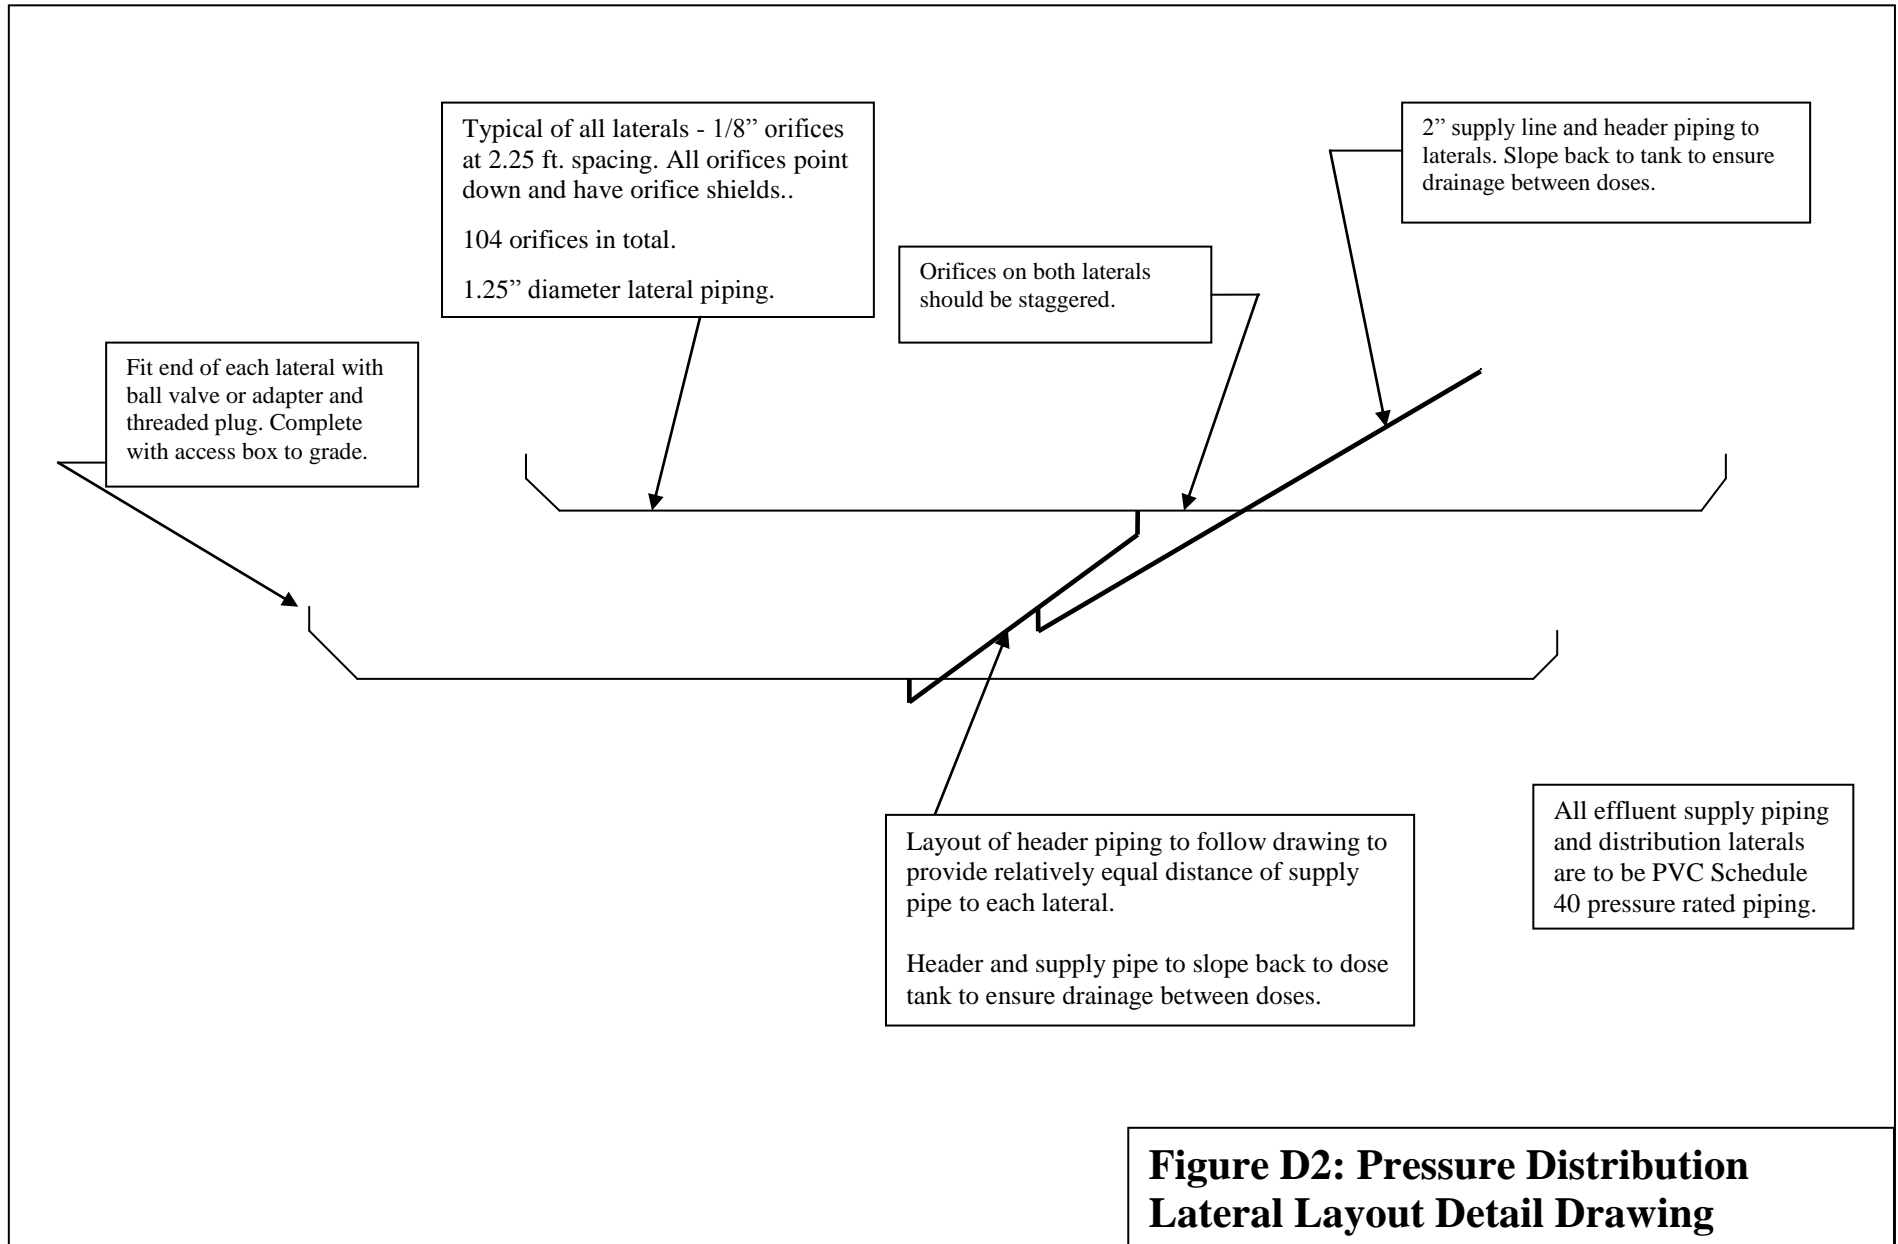 Typical of all laterals - 1/8” orifices
at 2.25 ft. spacing. All orifices point
down and have orifice shields..
104 orifices in total.
1.25” diameter lateral piping.
2” supply line and header piping to
laterals. Slope back to tank to ensure
drainage between doses.
Orifices on both laterals
should be staggered.
Fit end of each lateral with
ball valve or adapter and
threaded plug. Complete
with access box to grade.
Layout of header piping to follow drawing to
provide relatively equal distance of supply
pipe to each lateral.
Header and supply pipe to slope back to dose
tank to ensure drainage between doses.
All effluent supply piping
and distribution laterals
are to be PVC Schedule
40 pressure rated piping.
Figure D2: Pressure Distribution
Lateral Layout Detail Drawing